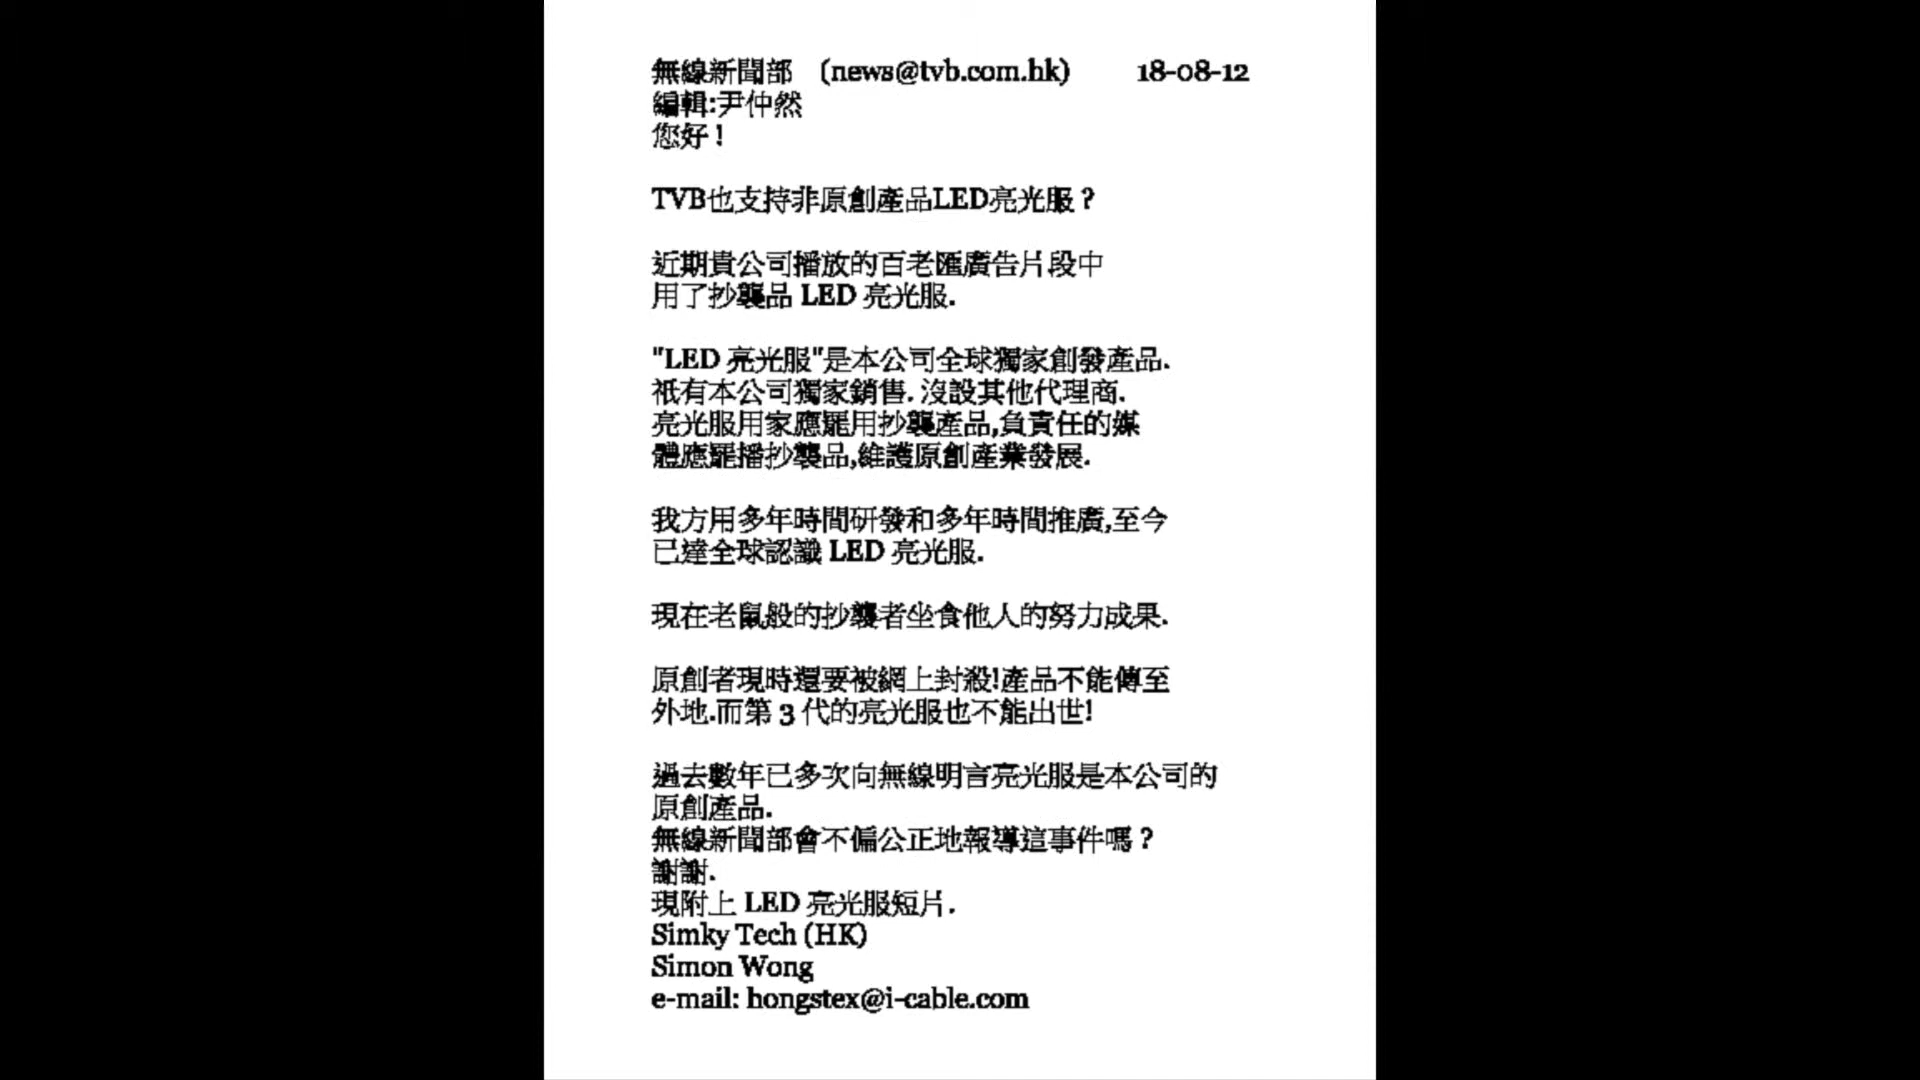 無線新聞部 (news@tvb.com.hk) 18-08-12
編輯:尹仲然
您好！
TVB也支持非原創產品LED亮光服？
近期貴公司播放的百老匯廣告片段中
用了抄襲品 LED 亮光服.
"LED 亮光服"是本公司全球獨家創發產品.
祇有本公司獨家銷售. 沒設其他代理商.
亮光服用家應罷用抄襲產品,負責任的媒
體應罷播抄襲品,維護原創產業發展.
我方用多年時間研發和多年時間推廣,至今
已達全球認識 LED 亮光服.
現在老鼠般的抄襲者坐食他人的努力成果.
原創者現時還要被網上封殺!產品不能傳至
外地.而第 3 代的亮光服也不能出世!
過去數年已多次向無線明言亮光服是本公司的
原創產品.
無線新聞部會不偏公正地報導這事件嗎？
謝謝.
現附上 LED 亮光服短片.
Simky Tech (HK)
Simon Wong
e-mail: hongstex@i-cable.com